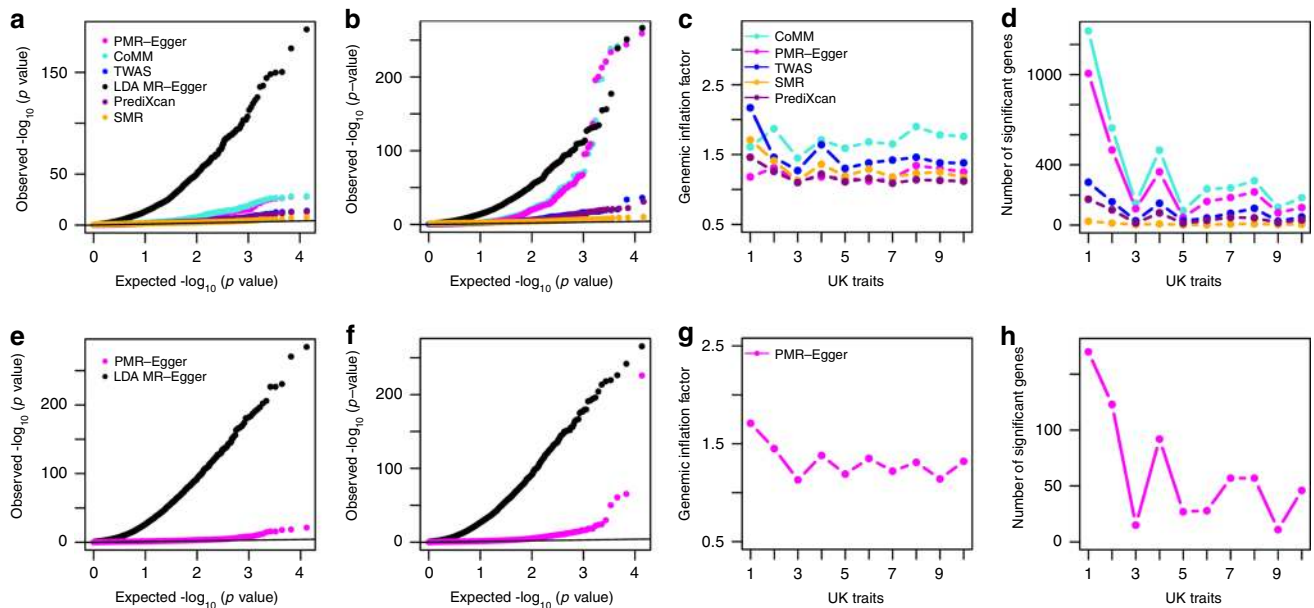 a
Observed -log10 (p value)
150
50
0
PMR–Egger
CoMM
TWAS
LDA MR–Egger
PrediXcan
SMR
0 1 2 3 4
Expected -log10 (p value)
b
Observed -log10 (p–value)
200
100
50
0
0 1 2 3 4
Expected -log10 (p value)
c
Genemic inflation factor
2.5
1.5
0.5
CoMM
PMR–Egger
TWAS
SMR
PrediXcan
1 3 5 7 9
UK traits
d
Number of significant genes
1000
400
0
1 3 5 7 9
UK traits
e
Observed -log10 (p value)
200
100
0
PMR–Egger
LDA MR–Egger
0 1 2 3 4
Expected -log10 (p value)
f
Observed -log10 (p–value)
200
100
0
0 1 2 3 4
Expected -log10 (p value)
g
Genemic inflation factor
2.5
1.5
0.5
PMR–Egger
1 3 5 7 9
UK traits
h
Number of significant genes
100
50
0
1 3 5 7 9
UK traits